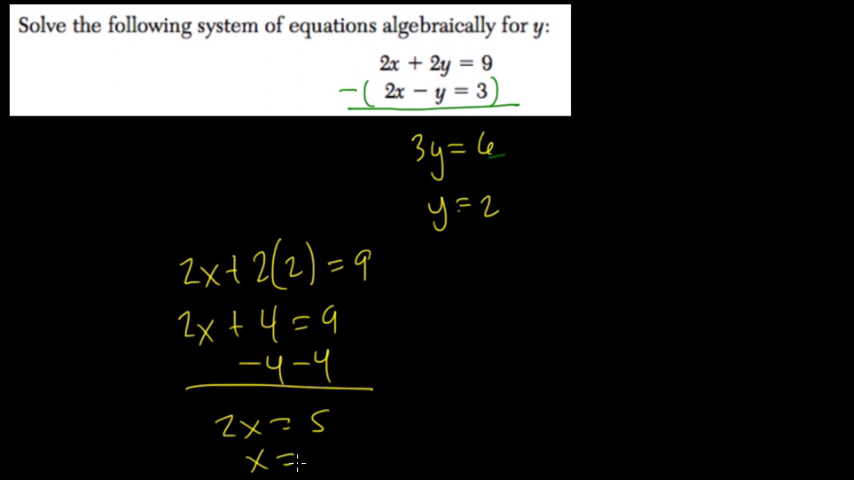 Solve the following system of equations algebraically for y:
2x + 2y = 9
-( 2x − y = 3)
3y = 6
y = 2
2x + 2(2) = 9
2x + 4 = 9
-4 -4
2x = 5
x =